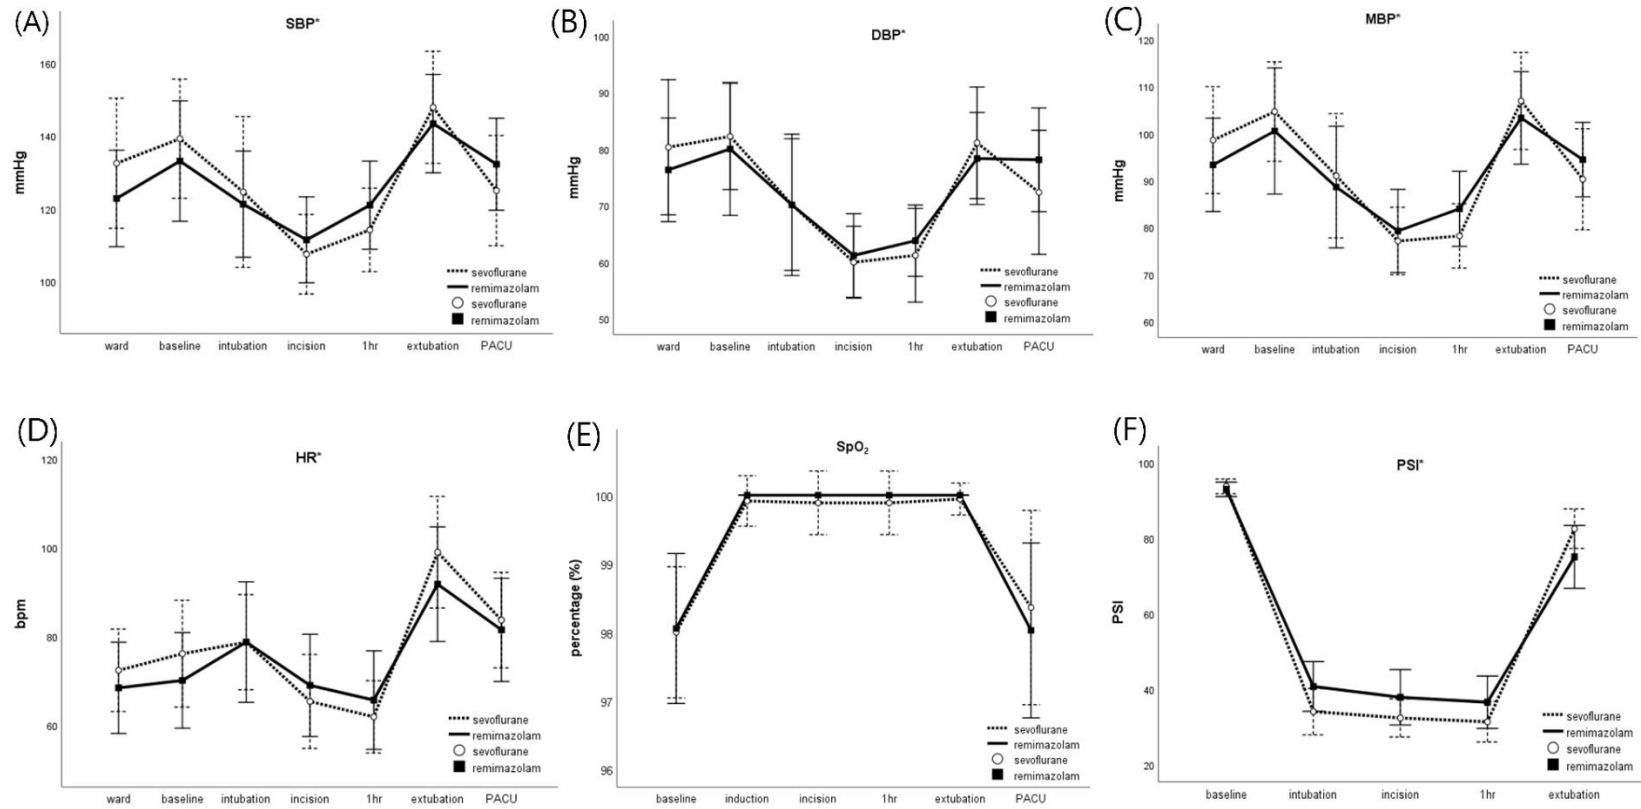 (A)
SBP*
mmHg
160
140
120
100
sevoflurane
remimazolam
sevoflurane
remimazolam
ward baseline intubation incision 1hr extubation PACU
(B)
DBP*
mmHg
100
90
80
70
60
50
sevoflurane
remimazolam
sevoflurane
remimazolam
ward baseline intubation incision 1hr extubation PACU
(C)
MBP*
mmHg
120
110
100
90
80
70
60
sevoflurane
remimazolam
sevoflurane
remimazolam
ward baseline intubation incision 1hr extubation PACU
(D)
HR*
bpm
120
100
80
60
sevoflurane
remimazolam
sevoflurane
remimazolam
ward baseline intubation incision 1hr extubation PACU
(E)
SpO₂
percentage (%)
100
99
98
97
96
sevoflurane
remimazolam
sevoflurane
remimazolam
baseline induction incision 1hr extubation PACU
(F)
PSI*
PSI
100
80
60
40
20
sevoflurane
remimazolam
sevoflurane
remimazolam
baseline intubation incision 1hr extubation